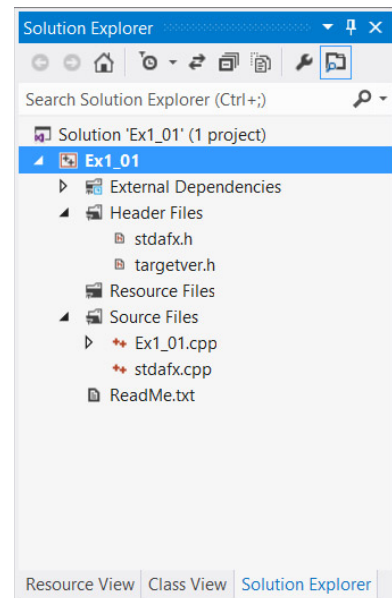 Solution Explorer
Search Solution Explorer (Ctrl+;)
Solution 'Ex1_01' (1 project)
Ex1_01
External Dependencies
Header Files
stdafx.h
targetver.h
Resource Files
Source Files
Ex1_01.cpp
stdafx.cpp
ReadMe.txt
Resource View Class View Solution Explorer